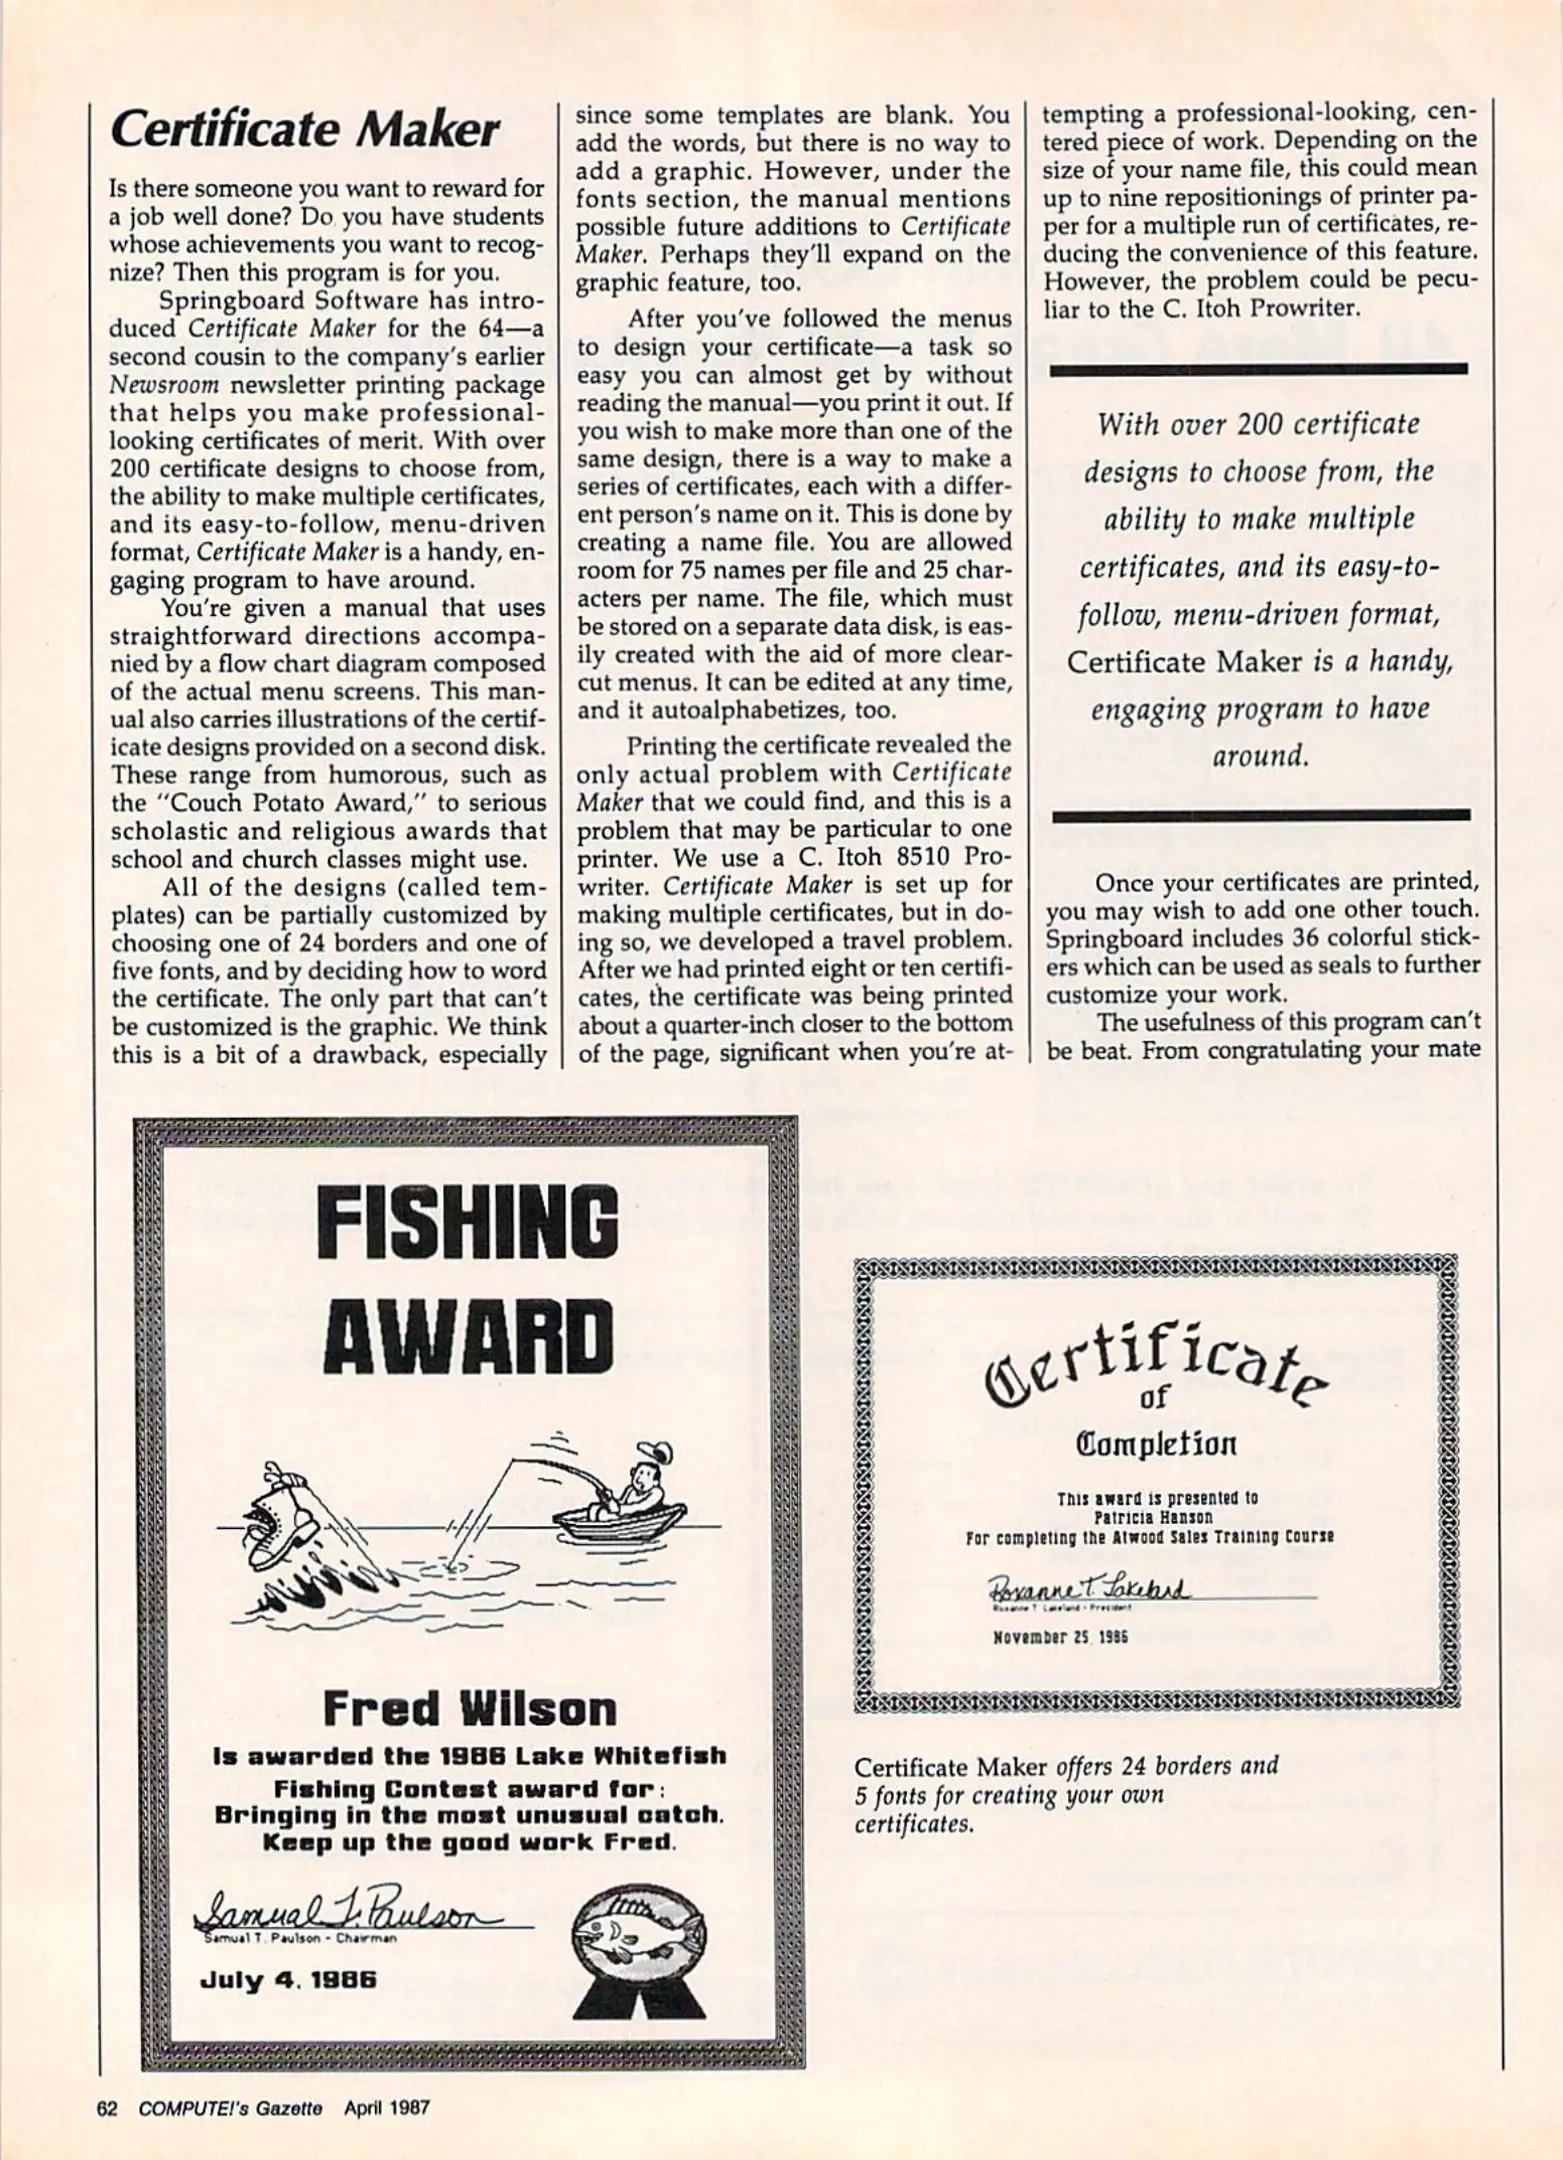 Certificate Maker
Is there someone you want to reward for
a job well done? Do you have students
whose achievements you want to recog-
nize? Then this program is for you.
Springboard Software has intro-
duced Certificate Maker for the 64—a
second cousin to the company's earlier
Newsroom newsletter printing package
that helps you make professional-
looking certificates of merit. With over
200 certificate designs to choose from,
the ability to make multiple certificates,
and its easy-to-follow, menu-driven
format, Certificate Maker is a handy, en-
gaging program to have around.
You're given a manual that uses
straightforward directions accompa-
nied by a flow chart diagram composed
of the actual menu screens. This man-
ual also carries illustrations of the certif-
icate designs provided on a second disk.
These range from humorous, such as
the "Couch Potato Award," to serious
scholastic and religious awards that
school and church classes might use.
All of the designs (called tem-
plates) can be partially customized by
choosing one of 24 borders and one of
five fonts, and by deciding how to word
the certificate. The only part that can't
be customized is the graphic. We think
this is a bit of a drawback, especially
since some templates are blank. You
add the words, but there is no way to
add a graphic. However, under the
fonts section, the manual mentions
possible future additions to Certificate
Maker. Perhaps they'll expand on the
graphic feature, too.
After you've followed the menus
to design your certificate—a task so
easy you can almost get by without
reading the manual—you print it out. If
you wish to make more than one of the
same design, there is a way to make a
series of certificates, each with a differ-
ent person's name on it. This is done by
creating a name file. You are allowed
room for 75 names per file and 25 char-
acters per name. The file, which must
be stored on a separate data disk, is eas-
ily created with the aid of more clear-
cut menus. It can be edited at any time,
and it autoalphabetizes, too.
Printing the certificate revealed the
only actual problem with Certificate
Maker that we could find, and this is a
problem that may be particular to one
printer. We use a C. Itoh 8510 Pro-
writer. Certificate Maker is set up for
making multiple certificates, but in do-
ing so, we developed a travel problem.
After we had printed eight or ten certifi-
cates, the certificate was being printed
about a quarter-inch closer to the bottom
of the page, significant when you're at-
tempting a professional-looking, cen-
tered piece of work. Depending on the
size of your name file, this could mean
up to nine repositionings of printer pa-
per for a multiple run of certificates, re-
ducing the convenience of this feature.
However, the problem could be pecu-
liar to the C. Itoh Prowriter.
With over 200 certificate
designs to choose from, the
ability to make multiple
certificates, and its easy-to-
follow, menu-driven format,
Certificate Maker is a handy,
engaging program to have
around.
Once your certificates are printed,
you may wish to add one other touch.
Springboard includes 36 colorful stick-
ers which can be used as seals to further
customize your work.
The usefulness of this program can't
be beat. From congratulating your mate
FISHING
AWARD
Fred Wilson
Is awarded the 1986 Lake Whitefish
Fishing Contest award for:
Bringing in the most unusual catch.
Keep up the good work Fred.
Samual T. Paulson
Samual T. Paulson - Chairman
July 4, 1986
Certificate
of
Completion
This award is presented to
Patricia Hanson
For completing the Atwood Sales Training Course
Roxanne T. Lakeland
Roxanne T. Lakeland - President
November 25, 1986
Certificate Maker offers 24 borders and
5 fonts for creating your own
certificates.
62 COMPUTE!'s Gazette April 1987